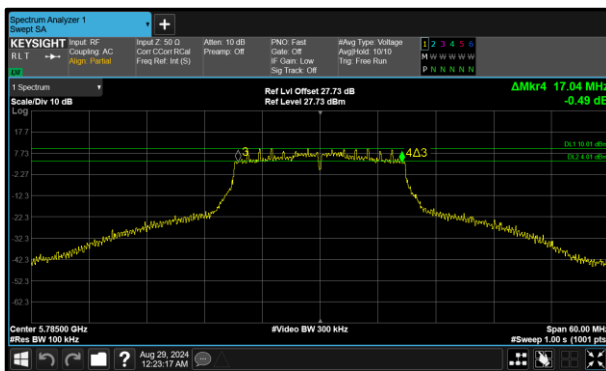 Spectrum Analyzer 1
Swept SA
KEYSIGHT
RLT
Input: RF
Coupling: AC
Align: Partial
Input Z: 50 Ω
Corr CCorr RCal
Freq Ref: Int (S)
Atten: 10 dB
Preamp: Off
PNO: Fast
Gate: Off
IF Gain: Low
Sig Track: Off
#Avg Type: Voltage
Avg|Hold: 10/10
Trig: Free Run
1 2 3 4 5 6
M W W W W W
P N N N N N
1 Spectrum
Scale/Div 10 dB
Ref Lvl Offset 27.73 dB
Ref Level 27.73 dBm
ΔMkr4 17.04 MHz
-0.49 dB
Log
17.7
7.73
-2.27
-12.3
-22.3
-32.3
-42.3
-52.3
-62.3
3
4Δ3
DL1 10.01 dBm
DL2 4.01 dBm
Center 5.78500 GHz
#Res BW 100 kHz
#Video BW 300 kHz
Span 60.00 MHz
#Sweep 1.00 s (1001 pts)
Aug 29, 2024
12:23:17 AM